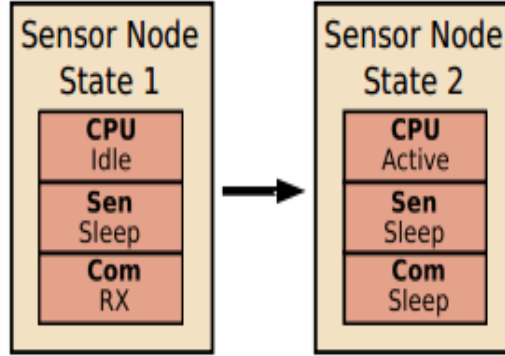 Sensor Node
State 1
CPU
Idle
Sen
Sleep
Com
RX
Sensor Node
State 2
CPU
Active
Sen
Sleep
Com
Sleep